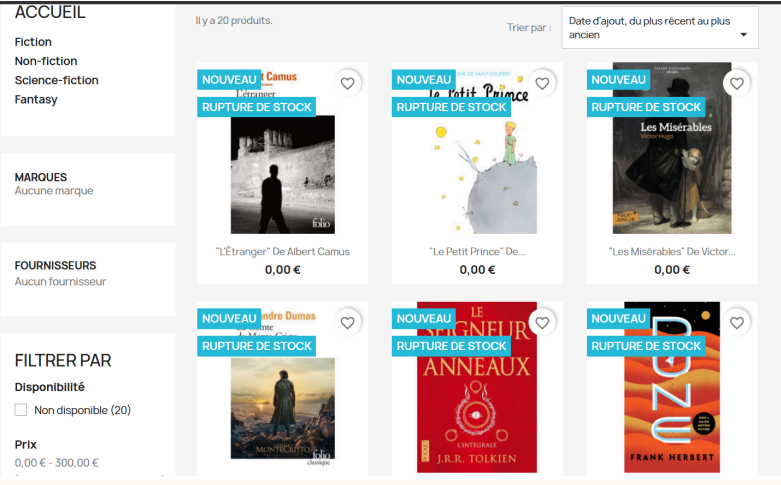 ACCUEIL
Fiction
Non-fiction
Science-fiction
Fantasy
MARQUES
Aucune marque
FOURNISSEURS
Aucun fournisseur
FILTRER PAR
Disponibilité
Non disponible (20)
Prix
0,00 € - 300,00 €
Il y a 20 produits.
Trier par :
Date d'ajout, du plus récent au plus
ancien
NOUVEAU
t Camus
RUPTURE DE STOCK
L'étranger
folio
"L'Étranger" De Albert Camus
0,00 €
NOUVEAU
RUPTURE DE STOCK
Le Petit Prince
"Le Petit Prince" De...
0,00 €
NOUVEAU
RUPTURE DE STOCK
Les Misérables
Victor Hugo
FOLIO
JUNIOR
"Les Misérables" De Victor...
0,00 €
NOUVEAU
ndre Dumas
RUPTURE DE STOCK
MONTE-CRISTO
folio
classique
NOUVEAU
LE
SEIGNEUR
RUPTURE DE STOCK
ANNEAUX
L'INTÉGRALE
J.R.R. TOLKIEN
NOUVEAU
RUPTURE DE STOCK
DUNE
FRANK HERBERT